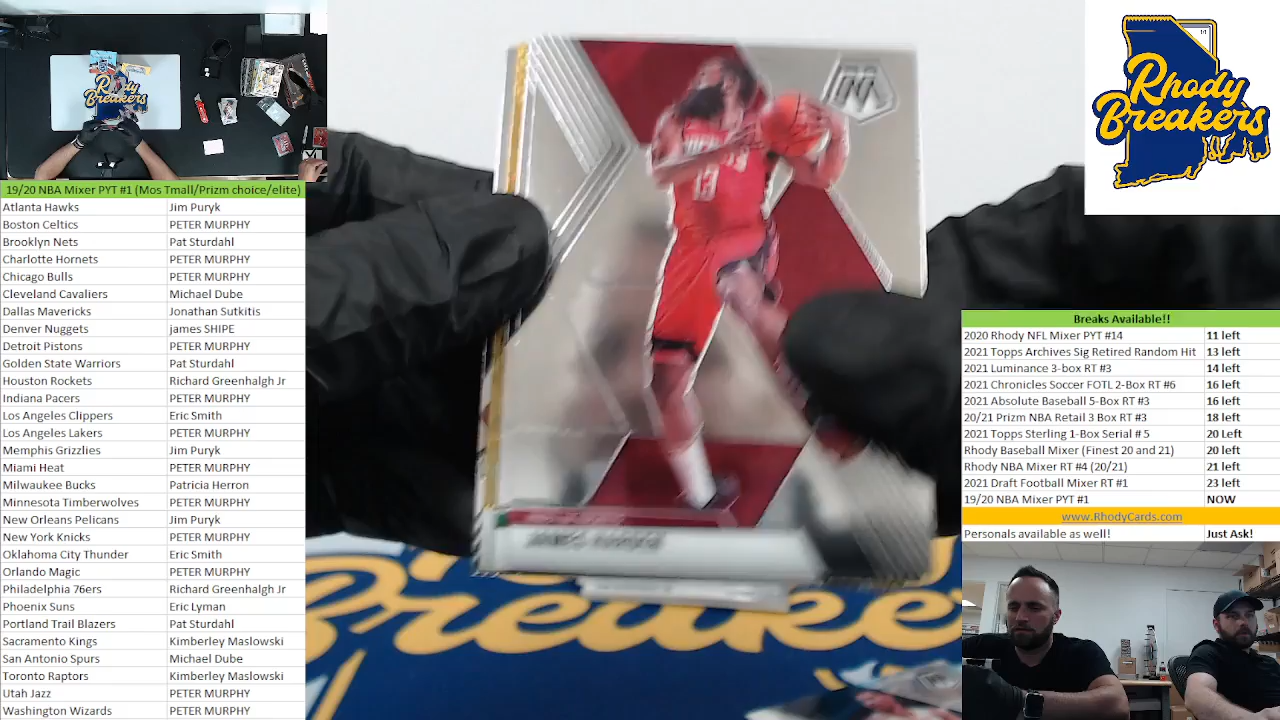 19/20 NBA Mixer PYT #1 (Mos Tmall/Prizm choice/elite)
Atlanta Hawks Jim Puryk
Boston Celtics PETER MURPHY
Brooklyn Nets Pat Sturdahl
Charlotte Hornets PETER MURPHY
Chicago Bulls PETER MURPHY
Cleveland Cavaliers Michael Dube
Dallas Mavericks Jonathan Sutkitis
Denver Nuggets james SHIPE
Detroit Pistons PETER MURPHY
Golden State Warriors Pat Sturdahl
Houston Rockets Richard Greenhalgh Jr
Indiana Pacers PETER MURPHY
Los Angeles Clippers Eric Smith
Los Angeles Lakers PETER MURPHY
Memphis Grizzlies Jim Puryk
Miami Heat PETER MURPHY
Milwaukee Bucks Patricia Herron
Minnesota Timberwolves PETER MURPHY
New Orleans Pelicans Jim Puryk
New York Knicks PETER MURPHY
Oklahoma City Thunder Eric Smith
Orlando Magic PETER MURPHY
Philadelphia 76ers Richard Greenhalgh Jr
Phoenix Suns Eric Lyman
Portland Trail Blazers Pat Sturdahl
Sacramento Kings Kimberley Maslowski
San Antonio Spurs Michael Dube
Toronto Raptors Kimberley Maslowski
Utah Jazz PETER MURPHY
Washington Wizards PETER MURPHY
Rhody
Breakers
13
M
Breake
Rhody
Breakers
Breaks Available!!
2020 Rhody NFL Mixer PYT #14 11 left
2021 Topps Archives Sig Retired Random Hit 13 left
2021 Luminance 3-box RT #3 14 left
2021 Chronicles Soccer FOTL 2-Box RT #6 16 left
2021 Absolute Baseball 5-Box RT #3 16 left
20/21 Prizm NBA Retail 3 Box RT #3 18 left
2021 Topps Sterling 1-Box Serial # 5 20 Left
Rhody Baseball Mixer (Finest 20 and 21) 20 left
Rhody NBA Mixer RT #4 (20/21) 21 left
2021 Draft Football Mixer RT #1 23 left
19/20 NBA Mixer PYT #1 NOW
www.RhodyCards.com
Personals available as well! Just Ask!